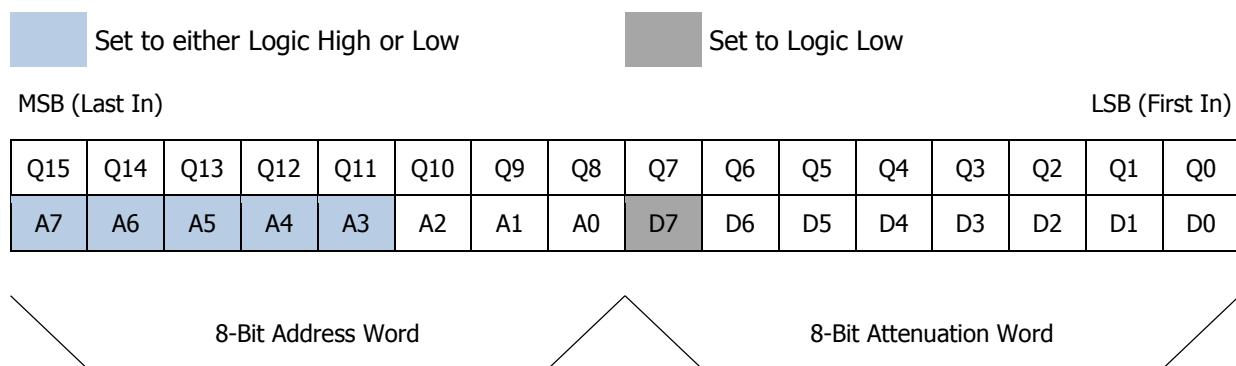 Set to either Logic High or Low Set to Logic Low
MSB (Last In) LSB (First In)
Q15 Q14 Q13 Q12 Q11 Q10 Q9 Q8 Q7 Q6 Q5 Q4 Q3 Q2 Q1 Q0
A7 A6 A5 A4 A3 A2 A1 A0 D7 D6 D5 D4 D3 D2 D1 D0
8-Bit Address Word 8-Bit Attenuation Word